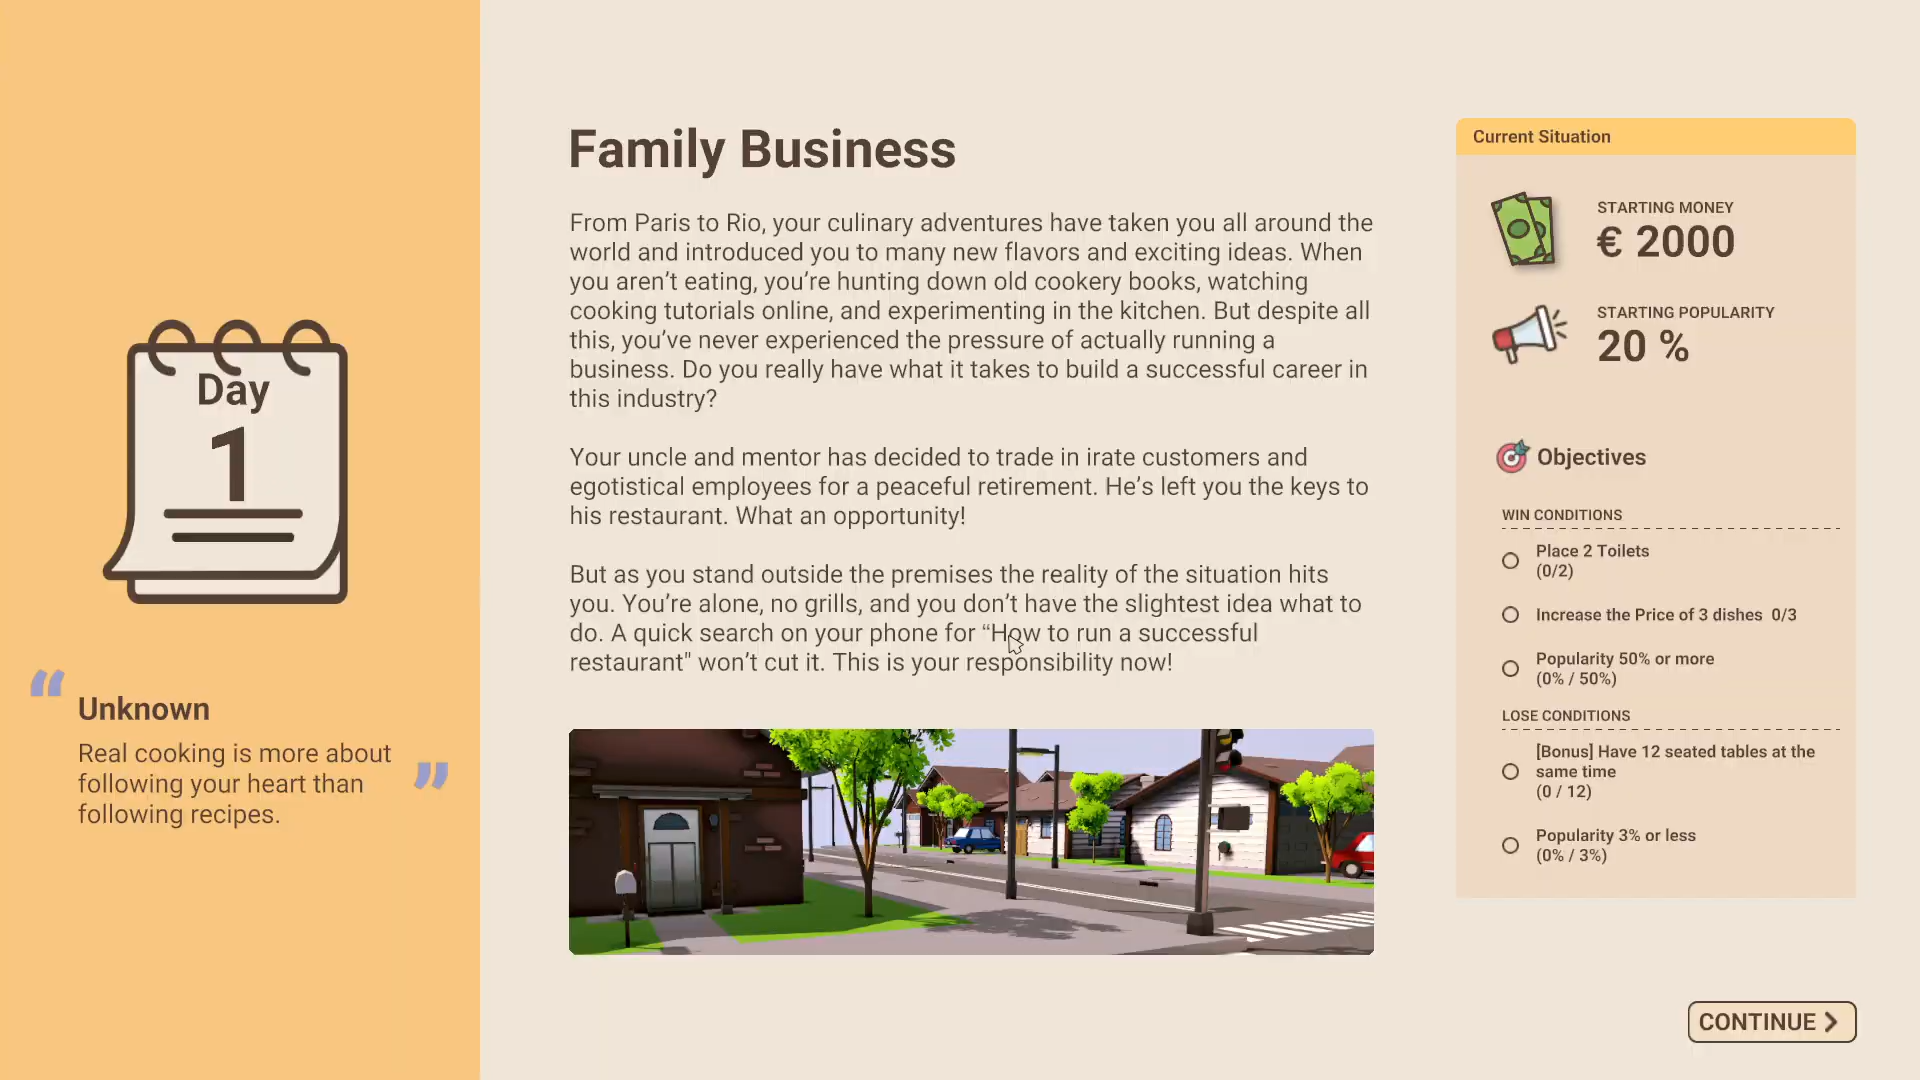 Day
1
“
Unknown
Real cooking is more about
following your heart than
following recipes.
”
Family Business
From Paris to Rio, your culinary adventures have taken you all around the
world and introduced you to many new flavors and exciting ideas. When
you aren’t eating, you’re hunting down old cookery books, watching
cooking tutorials online, and experimenting in the kitchen. But despite all
this, you’ve never experienced the pressure of actually running a
business. Do you really have what it takes to build a successful career in
this industry?
Your uncle and mentor has decided to trade in irate customers and
egotistical employees for a peaceful retirement. He’s left you the keys to
his restaurant. What an opportunity!
But as you stand outside the premises the reality of the situation hits
you. You’re alone, no grills, and you don’t have the slightest idea what to
do. A quick search on your phone for “How to run a successful
restaurant" won’t cut it. This is your responsibility now!
Current Situation
STARTING MONEY
€ 2000
STARTING POPULARITY
20 %
Objectives
WIN CONDITIONS
Place 2 Toilets
(0/2)
Increase the Price of 3 dishes 0/3
Popularity 50% or more
(0% / 50%)
LOSE CONDITIONS
[Bonus] Have 12 seated tables at the
same time
(0 / 12)
Popularity 3% or less
(0% / 3%)
CONTINUE